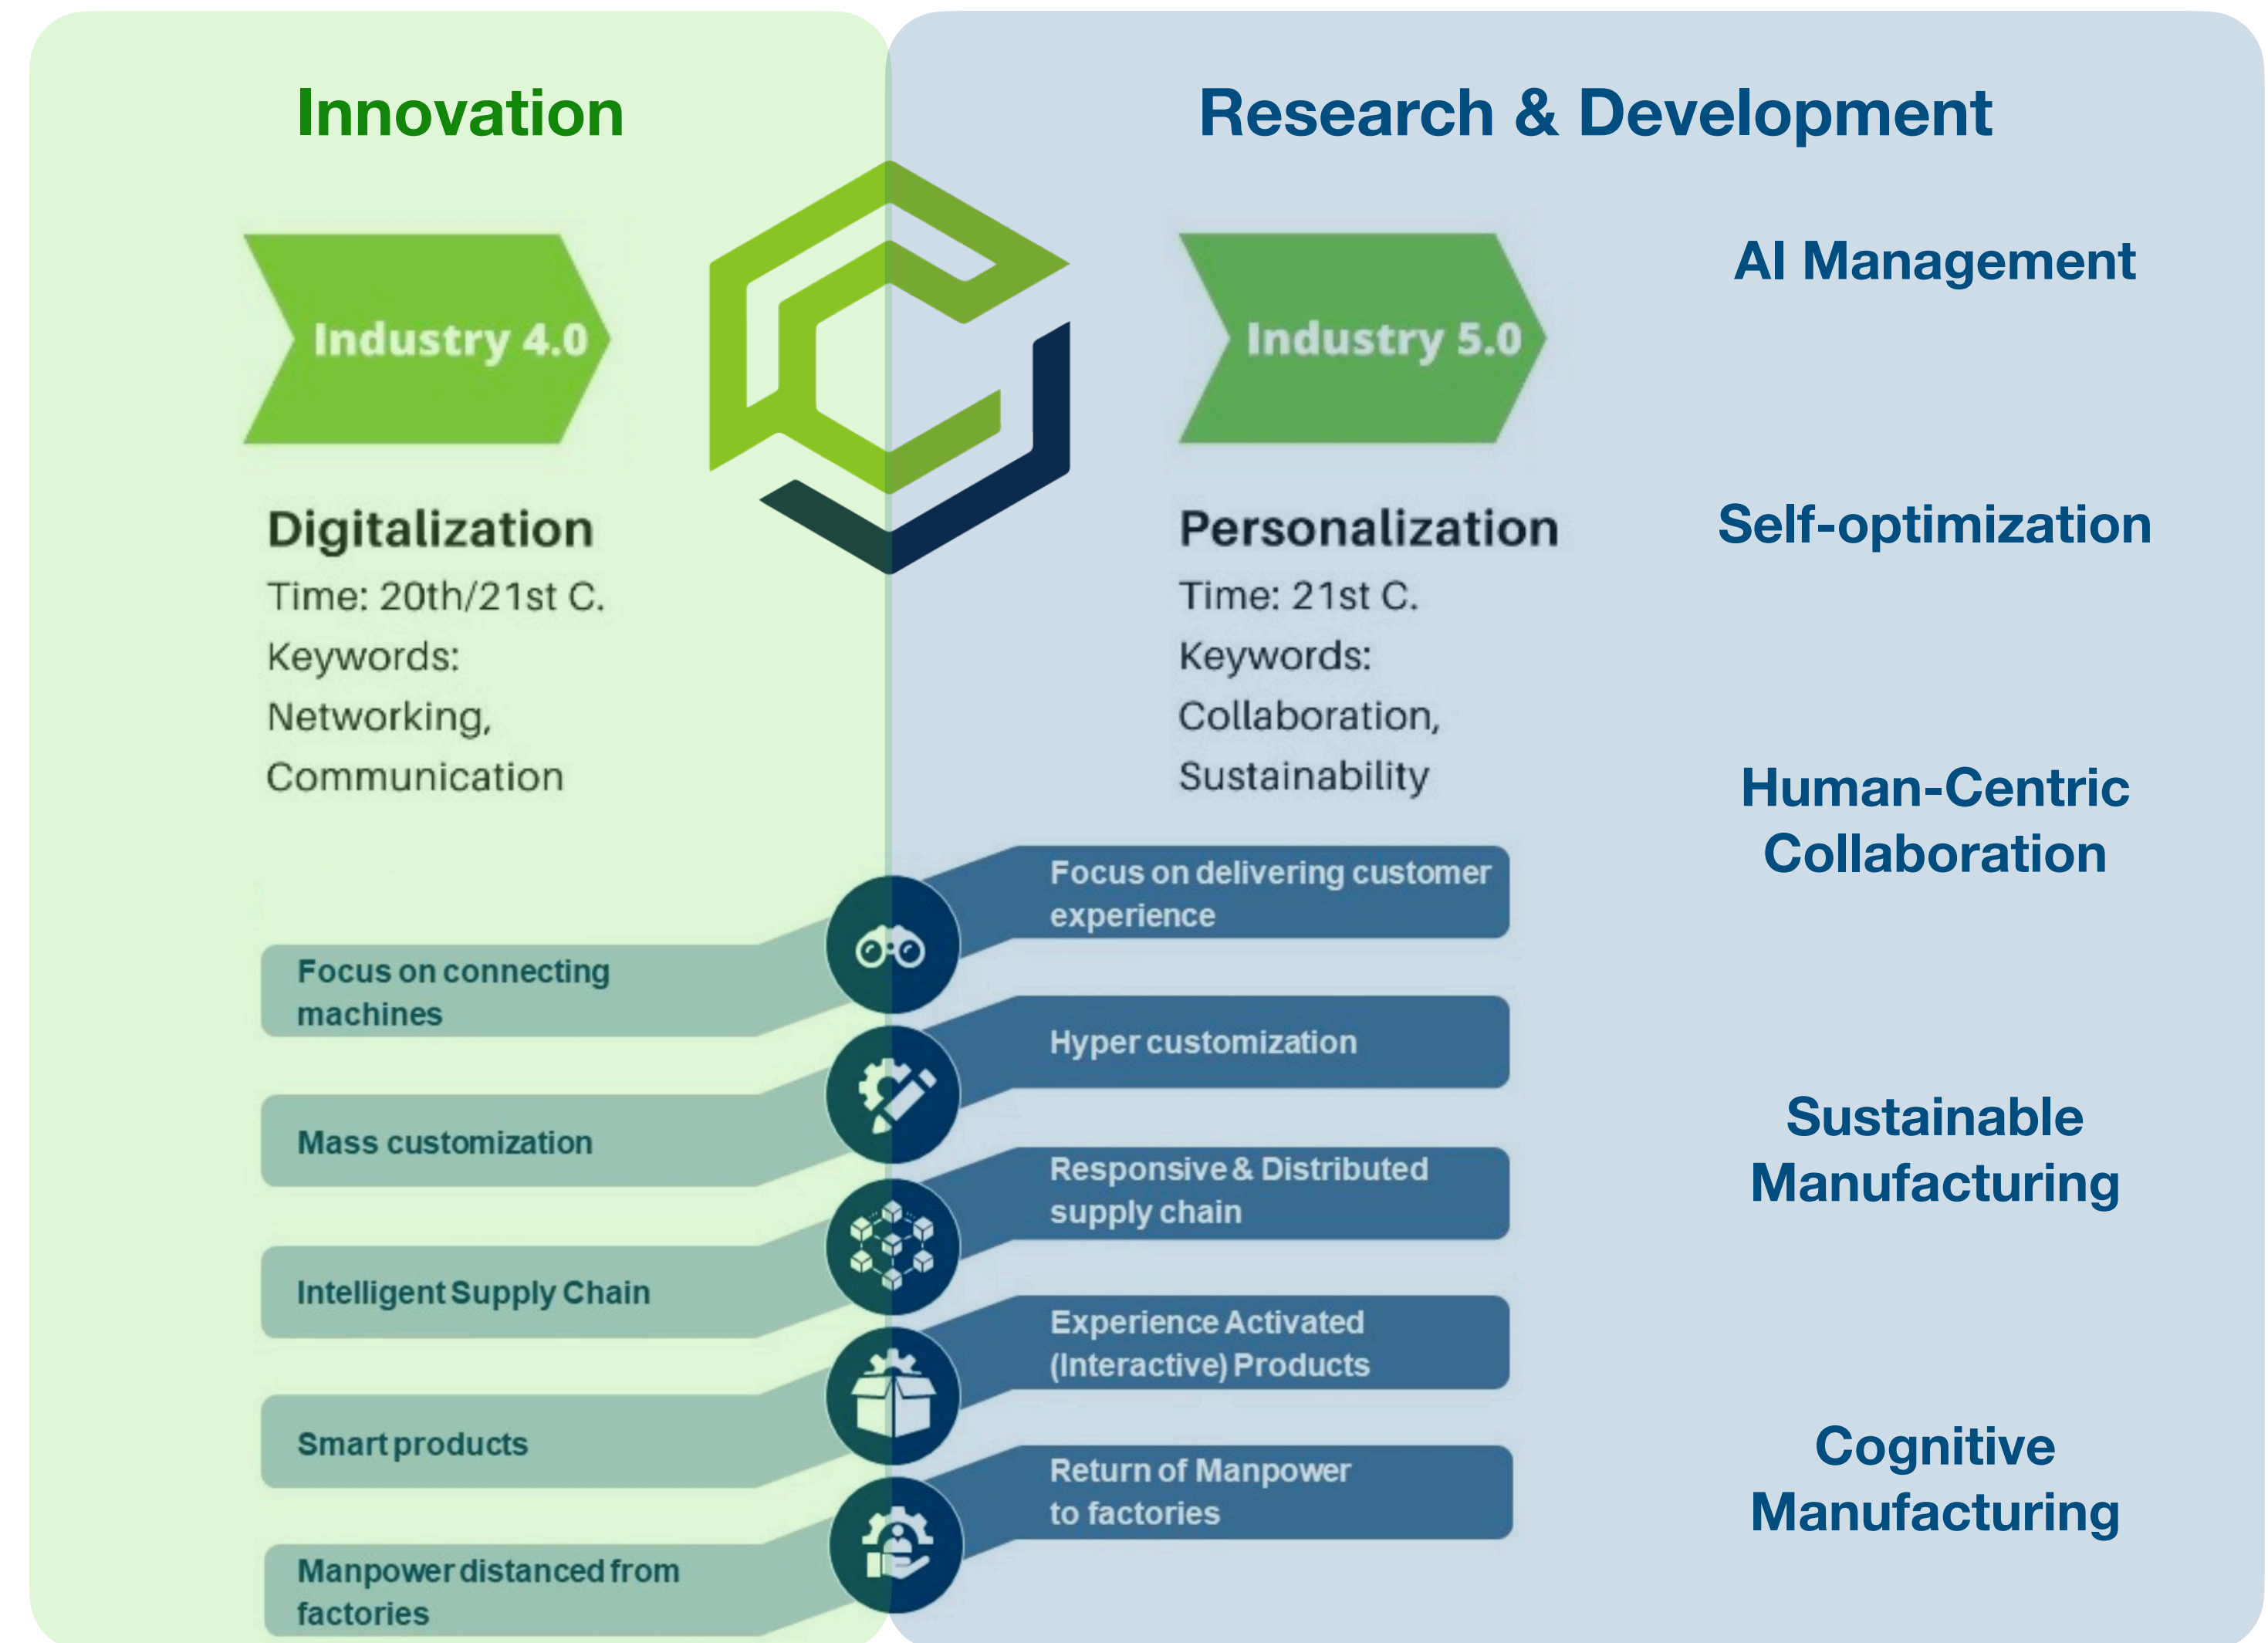 Innovation
Industry 4.0
Digitalization
Time: 20th/21st C.
Keywords:
Networking,
Communication
Focus on connecting
machines
Mass customization
Intelligent Supply Chain
Smart products
Manpower distanced from
factories
Research & Development
Industry 5.0
Personalization
Time: 21st C.
Keywords:
Collaboration,
Sustainability
Focus on delivering customer
experience
Hyper customization
Responsive & Distributed
supply chain
Experience Activated
(Interactive) Products
Return of Manpower
to factories
AI Management
Self-optimization
Human-Centric
Collaboration
Sustainable
Manufacturing
Cognitive
Manufacturing